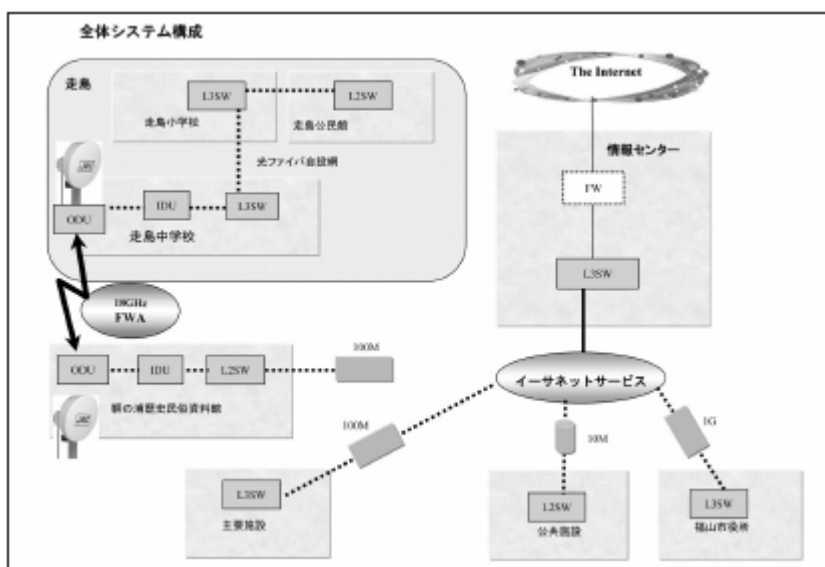 全体システム構成
走島
L3SW
L2SW
走島小学校
走島公民館
光ファイバ自設網
JRC
ODU
IDU
L3SW
走島中学校
18GHz
FWA
ODU
IDU
L2SW
100M
鞆の浦歴史民俗資料館
JRC
The Internet
情報センター
FW
L3SW
イーサネットサービス
100M
10M
1G
L3SW
主要施設
L2SW
公共施設
L3SW
福山市役所